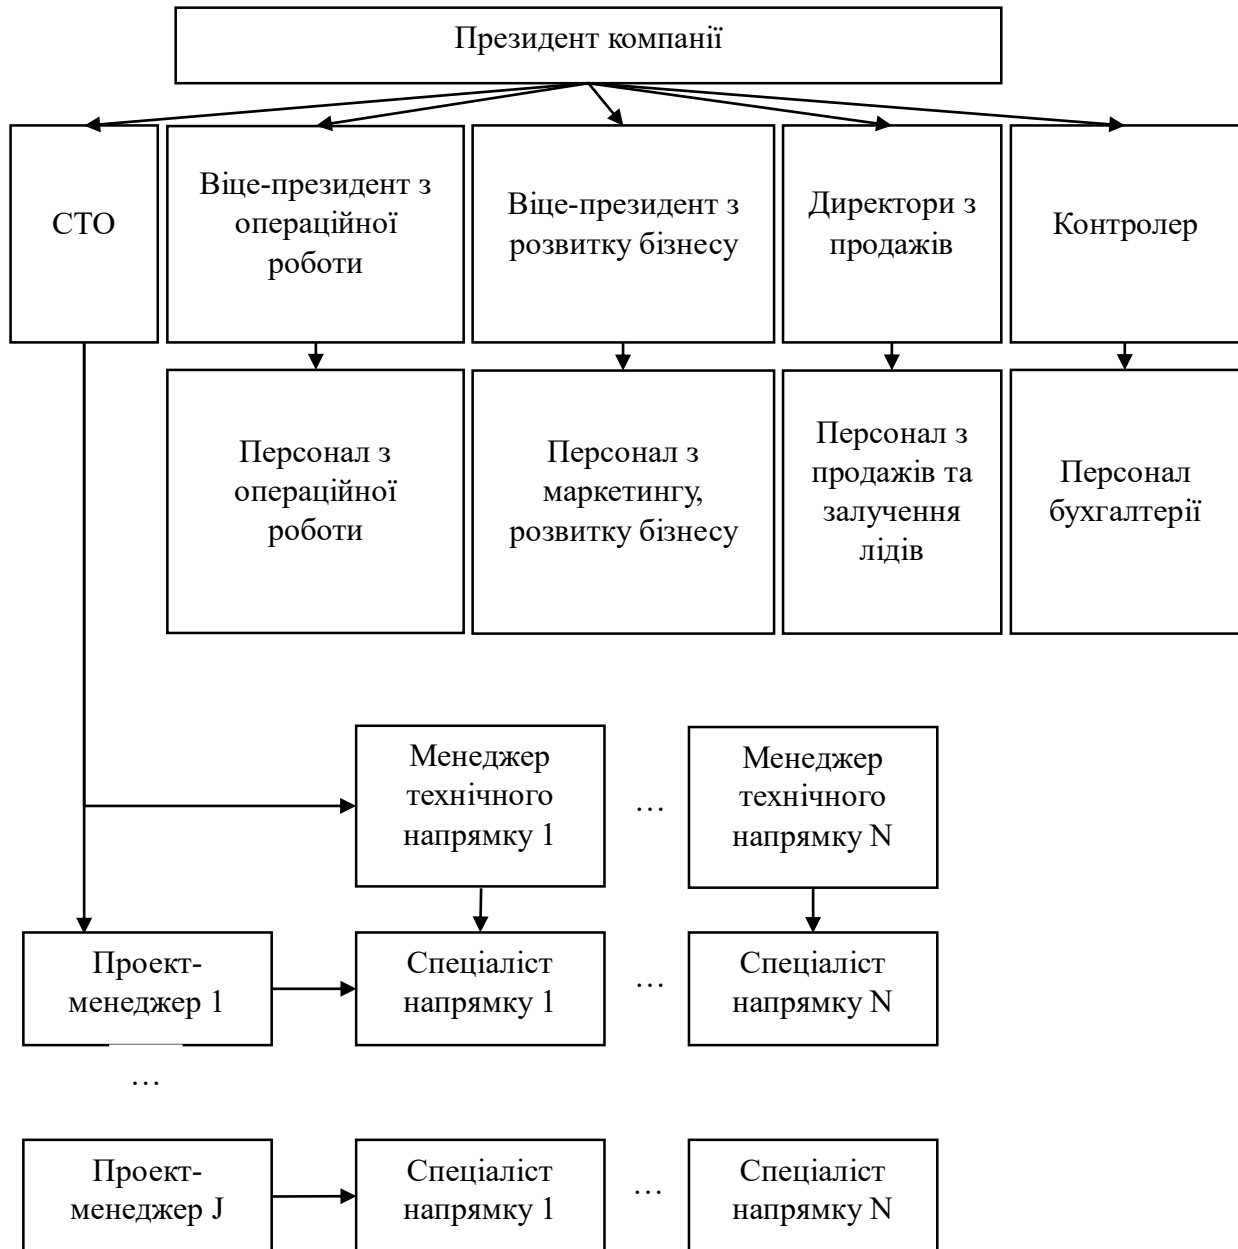 Президент компанії
СТО
Віце-президент з
операційної
роботи
Віце-президент з
розвитку бізнесу
Директори з
продажів
Контролер
Персонал з
операційної
роботи
Персонал з
маркетингу,
розвитку бізнесу
Персонал з
продажів та
залучення
лідів
Персонал
бухгалтерії
Менеджер
технічного
напрямку 1
…
Менеджер
технічного
напрямку N
Проект-
менеджер 1
Спеціаліст
напрямку 1
…
Спеціаліст
напрямку N
…
Проект-
менеджер J
Спеціаліст
напрямку 1
…
Спеціаліст
напрямку N